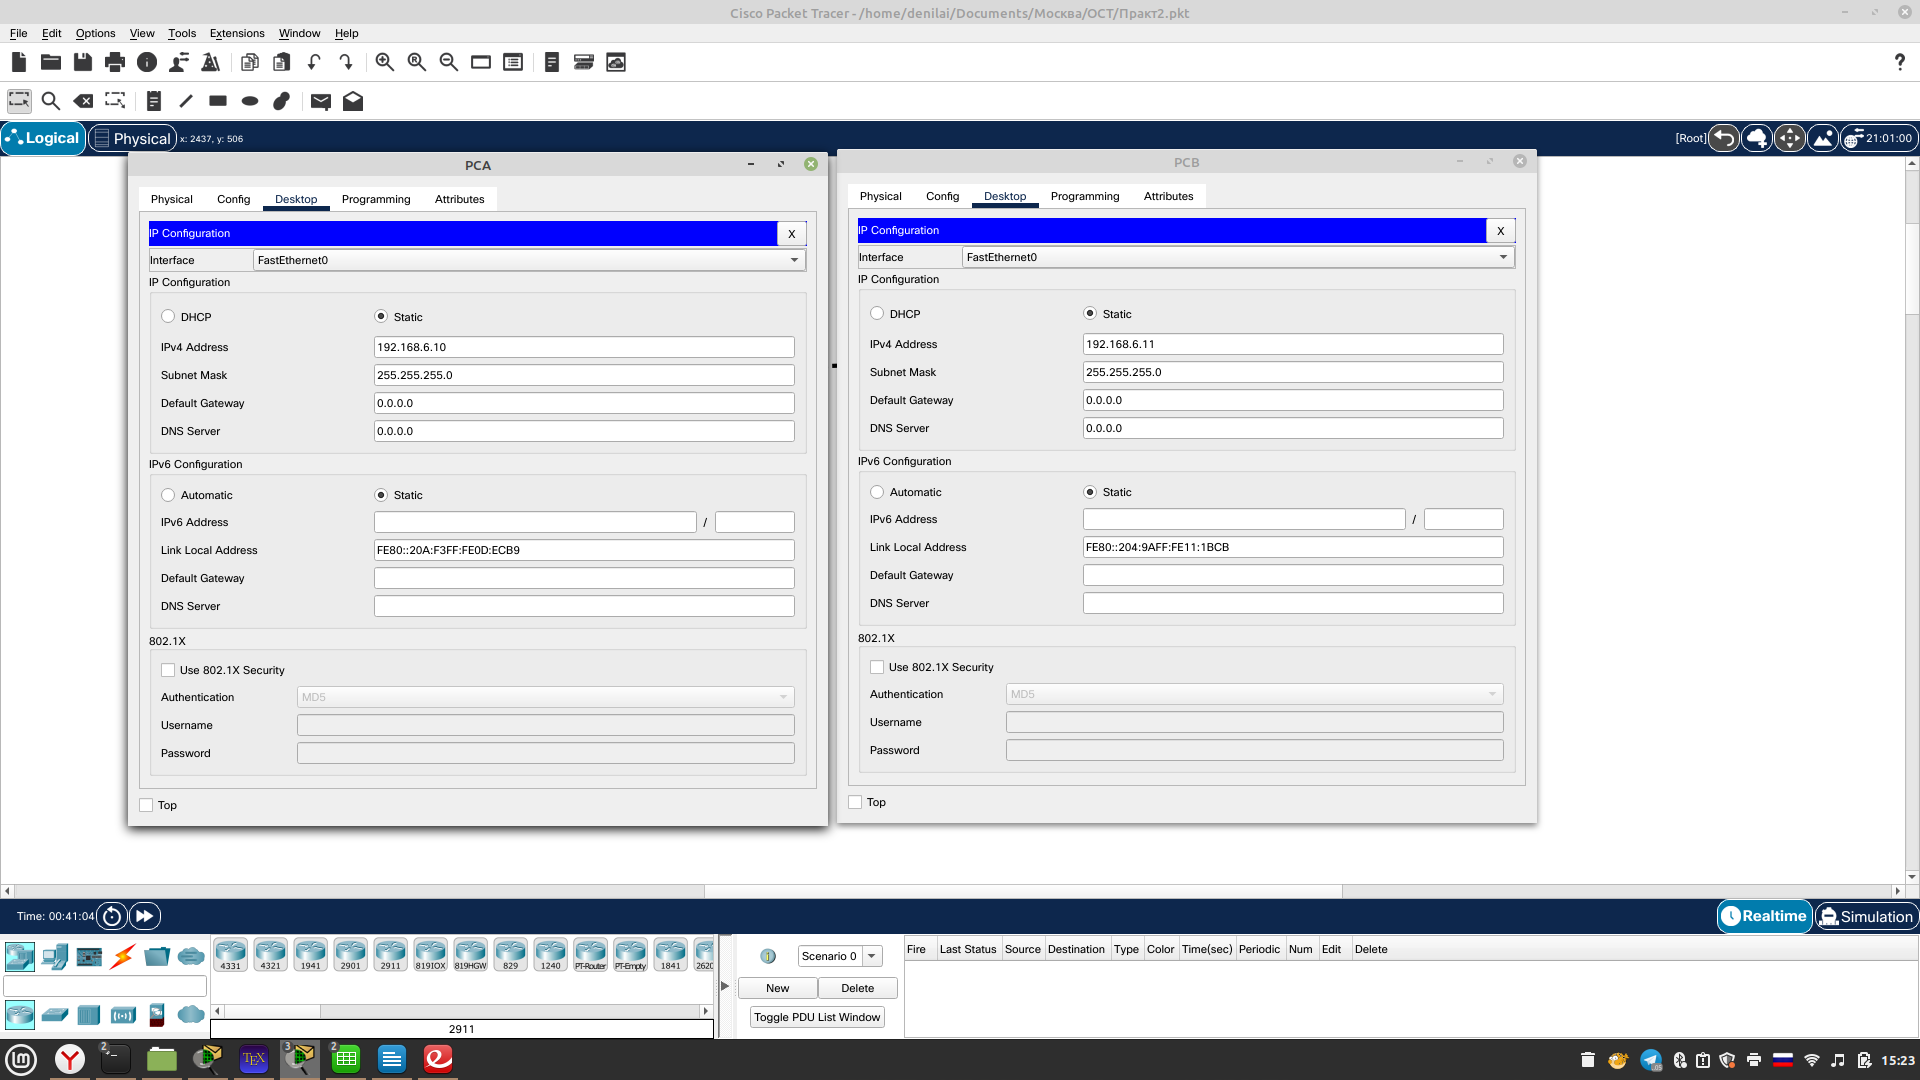 Cisco Packet Tracer - /home/denilai/Documents/Москва/ОСТ/Практ2.pkt
File Edit Options View Tools Extensions Window Help
Logical Physical x: 2437, y: 506 [Root] 21:01:00
PCA
Physical Config Desktop Programming Attributes
IP Configuration X
Interface FastEthernet0
IP Configuration
DHCP Static
IPv4 Address 192.168.6.10
Subnet Mask 255.255.255.0
Default Gateway 0.0.0.0
DNS Server 0.0.0.0
IPv6 Configuration
Automatic Static
IPv6 Address /
Link Local Address FE80::20A:F3FF:FE0D:ECB9
Default Gateway
DNS Server
802.1X
Use 802.1X Security
Authentication MD5
Username
Password
Top
PCB
Physical Config Desktop Programming Attributes
IP Configuration X
Interface FastEthernet0
IP Configuration
DHCP Static
IPv4 Address 192.168.6.11
Subnet Mask 255.255.255.0
Default Gateway 0.0.0.0
DNS Server 0.0.0.0
IPv6 Configuration
Automatic Static
IPv6 Address /
Link Local Address FE80::204:9AFF:FE11:1BCB
Default Gateway
DNS Server
802.1X
Use 802.1X Security
Authentication MD5
Username
Password
Top
Time: 00:41:04 Realtime Simulation
4331 4321 1941 2901 2911 819IOX 819HGW 829 1240 PT-Router PT-Empty 1841 2620
2911
Scenario 0
New Delete
Toggle PDU List Window
Fire Last Status Source Destination Type Color Time(sec) Periodic Num Edit Delete
2 TEX 3 2 15:23